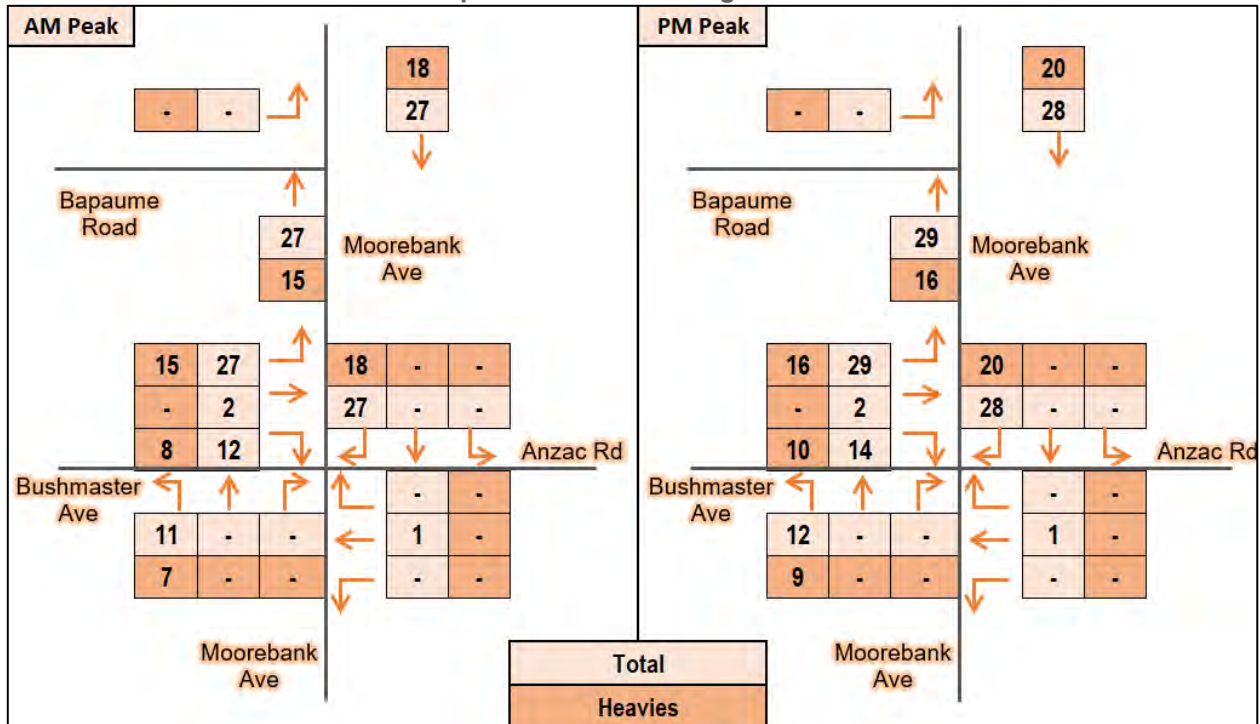 AM Peak
18
27
- -
Bapaume
Road
27
15
Moorebank
Ave
15 27
- 2
8 12
18 - -
27 - -
Anzac Rd
Bushmaster
Ave
11 - -
7 - -
- -
1 -
- -
Moorebank
Ave
PM Peak
20
28
- -
Bapaume
Road
29
16
Moorebank
Ave
16 29
- 2
10 14
20 - -
28 - -
Anzac Rd
Bushmaster
Ave
12 - -
9 - -
- -
1 -
- -
Moorebank
Ave
Total
Heavies